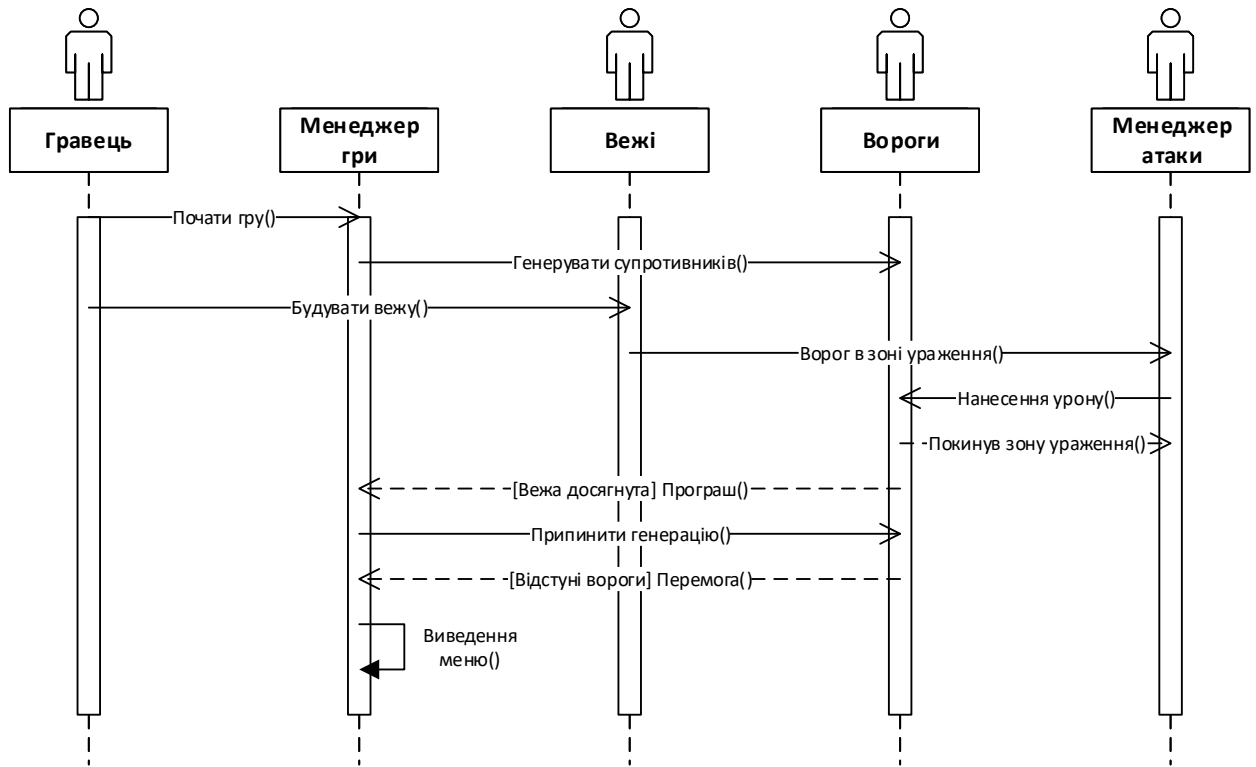 Гравець
Менеджер
гри
Вежі
Вороги
Менеджер
атаки
Почати гру()
Генерувати супротивників()
Будувати вежу()
Ворог в зоні ураження()
Нанесення урону()
Покинув зону ураження()
[Вежа досягнута] Програш()
Припинити генерацію()
[Відстуні вороги] Перемога()
Виведення
меню()